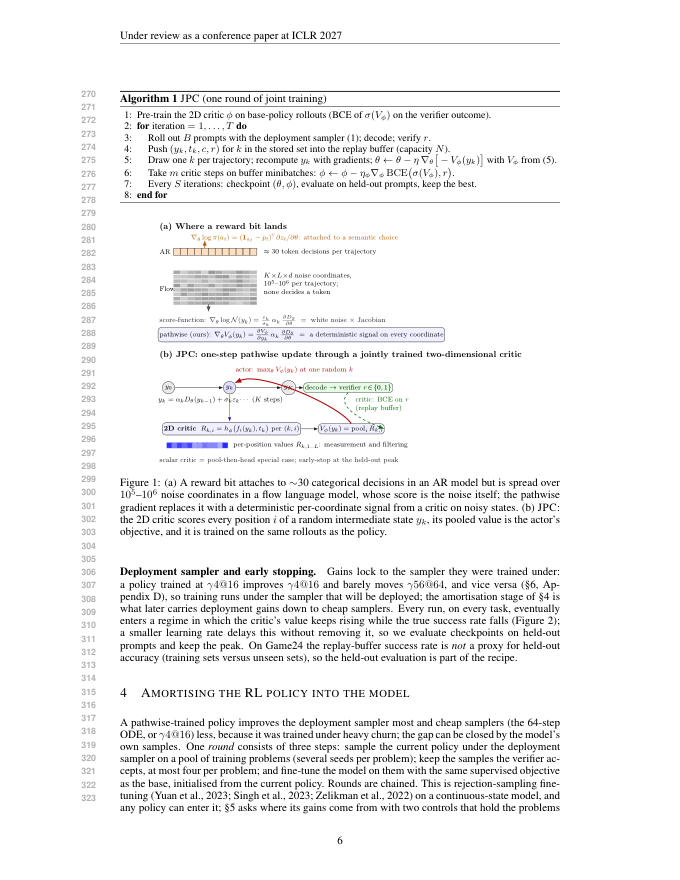 Under review as a conference paper at ICLR 2027
270
271
272
273
274
275
276
277
278
279
280
281
282
283
284
285
286
287
288
289
290
291
292
293
294
295
296
297
298
299
300
301
302
303
304
305
306
307
308
309
310
311
312
313
314
315
316
317
318
319
320
321
322
323
Algorithm 1 JPC (one round of joint training)
1: Pre-train the 2D critic ϕ on base-policy rollouts (BCE of σ(Vϕ) on the verifier outcome).
2: for iteration = 1, . . . , T do
3: Roll out B prompts with the deployment sampler (1); decode; verify r.
4: Push (yk, tk, c, r) for k in the stored set into the replay buffer (capacity N).
5: Draw one k per trajectory; recompute yk with gradients; θ ← θ − η ∇θ[ − Vϕ(yk)] with Vϕ from (5).
6: Take m critic steps on buffer minibatches: ϕ ← ϕ − ηϕ∇ϕ BCE(σ(Vϕ), r).
7: Every S iterations: checkpoint (θ, ϕ), evaluate on held-out prompts, keep the best.
8: end for
(a) Where a reward bit lands
∇θ log π(at) = (1at − pt)⊤ ∂zt/∂θ: attached to a semantic choice
AR
≈ 30 token decisions per trajectory
Flow
K×L×d noise coordinates,
10⁵–10⁶ per trajectory;
none decides a token
score-function: ∇θ log N(yk) = εk/σk αk ∂Dθ/∂θ = white noise × Jacobian
pathwise (ours): ∇θVϕ(yk) = ∂Vϕ/∂yk αk ∂Dθ/∂θ = a deterministic signal on every coordinate
(b) JPC: one-step pathwise update through a jointly trained two-dimensional critic
actor: maxθ Vϕ(yk) at one random k
y0
yk
yK
decode → verifier r∈{0,1}
yk = αkDθ(yk−1) + σkεk · · · (K steps)
critic: BCE on r
(replay buffer)
2D critic Rk,i = hϕ(fi(yk), tk) per (k, i)
Vϕ(yk) = pooli Rk,i
per-position values Rk,1...L: measurement and filtering
scalar critic = pool-then-head special case; early-stop at the held-out peak
Figure 1: (a) A reward bit attaches to ∼30 categorical decisions in an AR model but is spread over
10⁵–10⁶ noise coordinates in a flow language model, whose score is the noise itself; the pathwise
gradient replaces it with a deterministic per-coordinate signal from a critic on noisy states. (b) JPC:
the 2D critic scores every position i of a random intermediate state yk, its pooled value is the actor's
objective, and it is trained on the same rollouts as the policy.
Deployment sampler and early stopping. Gains lock to the sampler they were trained under:
a policy trained at γ4@16 improves γ4@16 and barely moves γ56@64, and vice versa (§6, Ap-
pendix D), so training runs under the sampler that will be deployed; the amortisation stage of §4 is
what later carries deployment gains down to cheap samplers. Every run, on every task, eventually
enters a regime in which the critic's value keeps rising while the true success rate falls (Figure 2);
a smaller learning rate delays this without removing it, so we evaluate checkpoints on held-out
prompts and keep the peak. On Game24 the replay-buffer success rate is not a proxy for held-out
accuracy (training sets versus unseen sets), so the held-out evaluation is part of the recipe.
4 AMORTISING THE RL POLICY INTO THE MODEL
A pathwise-trained policy improves the deployment sampler most and cheap samplers (the 64-step
ODE, or γ4@16) less, because it was trained under heavy churn; the gap can be closed by the model's
own samples. One round consists of three steps: sample the current policy under the deployment
sampler on a pool of training problems (several seeds per problem); keep the samples the verifier ac-
cepts, at most four per problem; and fine-tune the model on them with the same supervised objective
as the base, initialised from the current policy. Rounds are chained. This is rejection-sampling fine-
tuning (Yuan et al., 2023; Singh et al., 2023; Zelikman et al., 2022) on a continuous-state model, and
any policy can enter it; §5 asks where its gains come from with two controls that hold the problems
6